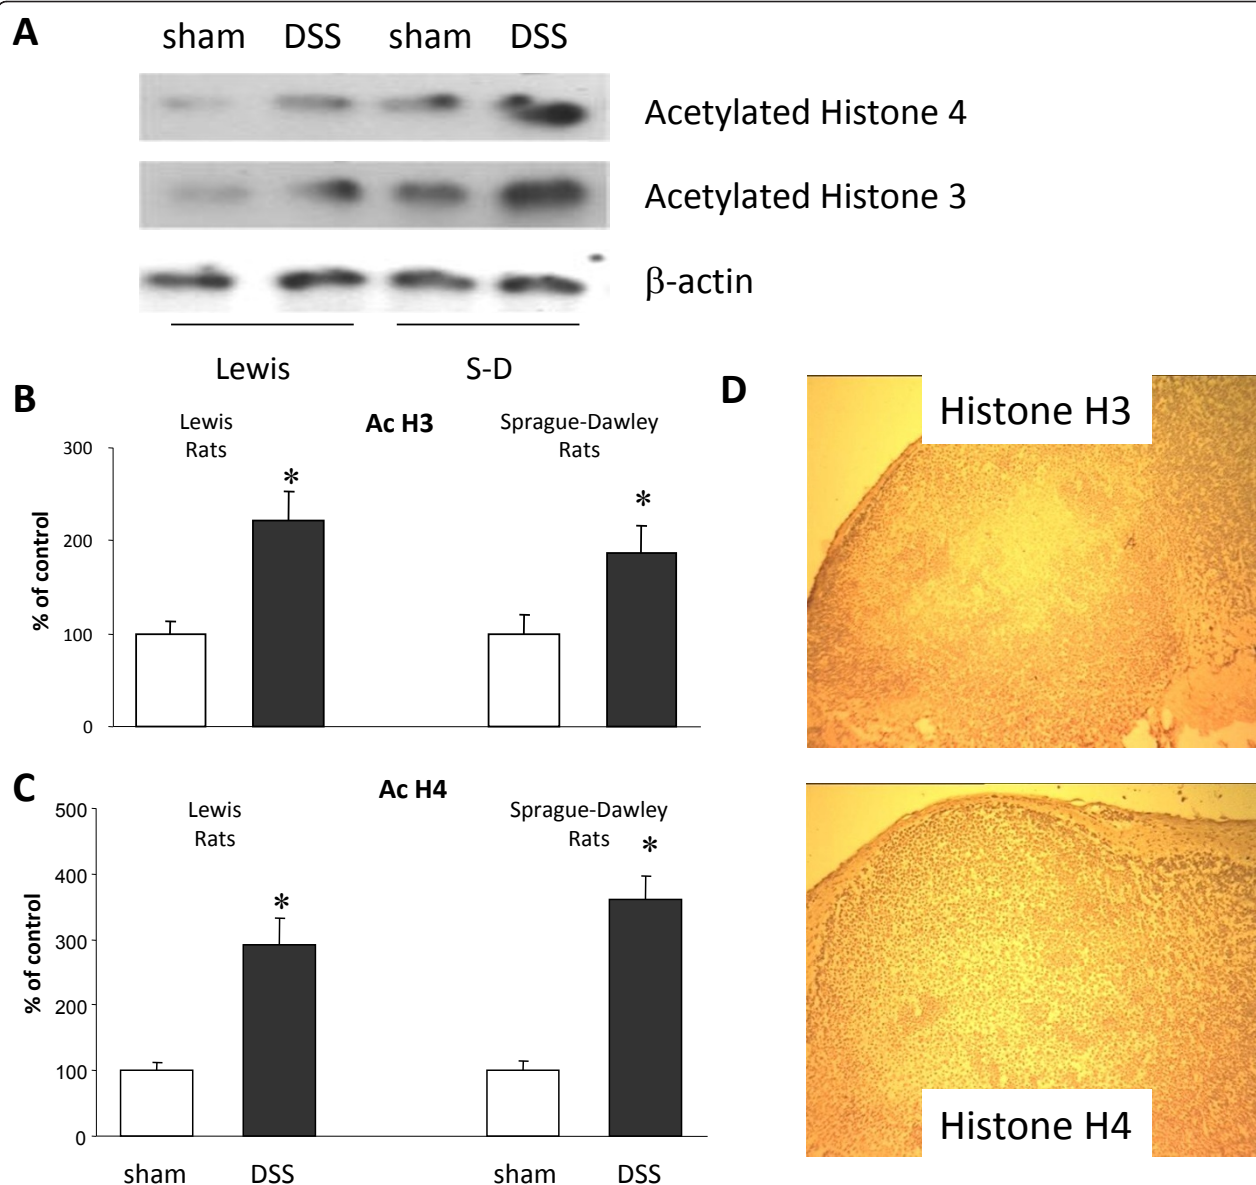 A
sham DSS sham DSS
Acetylated Histone 4
Acetylated Histone 3
β-actin
Lewis S-D
B
Lewis
Rats
Ac H3
Sprague-Dawley
Rats
% of control
300
200
100
0
*
*
C
Lewis
Rats
Ac H4
Sprague-Dawley
Rats
% of control
500
400
300
200
100
0
*
*
sham DSS sham DSS
D
Histone H3
Histone H4